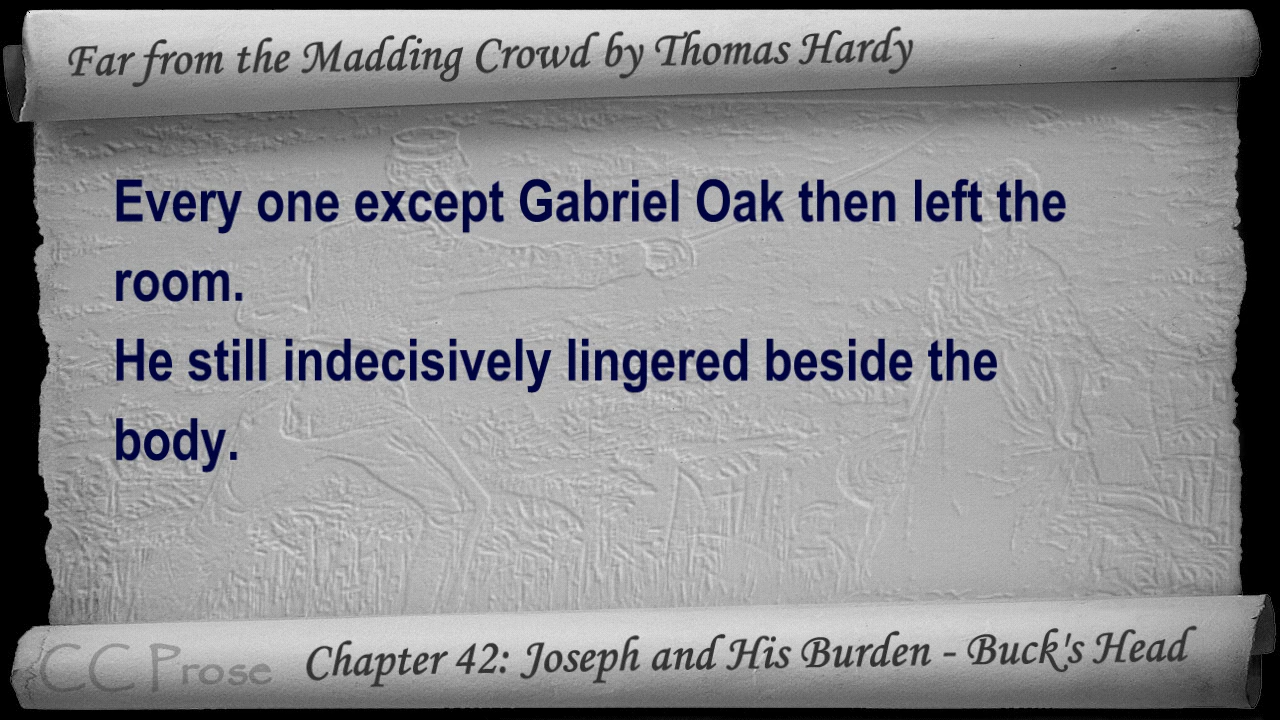 Far from the Madding Crowd by Thomas Hardy
Every one except Gabriel Oak then left the
room.
He still indecisively lingered beside the
body.
CC Prose
Chapter 42: Joseph and His Burden - Buck's Head